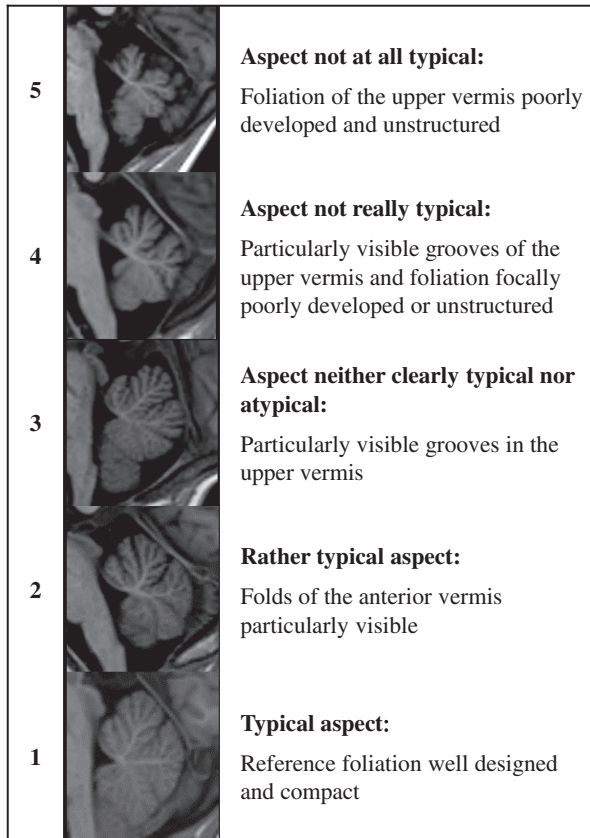 5
Aspect not at all typical:
Foliation of the upper vermis poorly
developed and unstructured
4
Aspect not really typical:
Particularly visible grooves of the
upper vermis and foliation focally
poorly developed or unstructured
3
Aspect neither clearly typical nor
atypical:
Particularly visible grooves in the
upper vermis
2
Rather typical aspect:
Folds of the anterior vermis
particularly visible
1
Typical aspect:
Reference foliation well designed
and compact